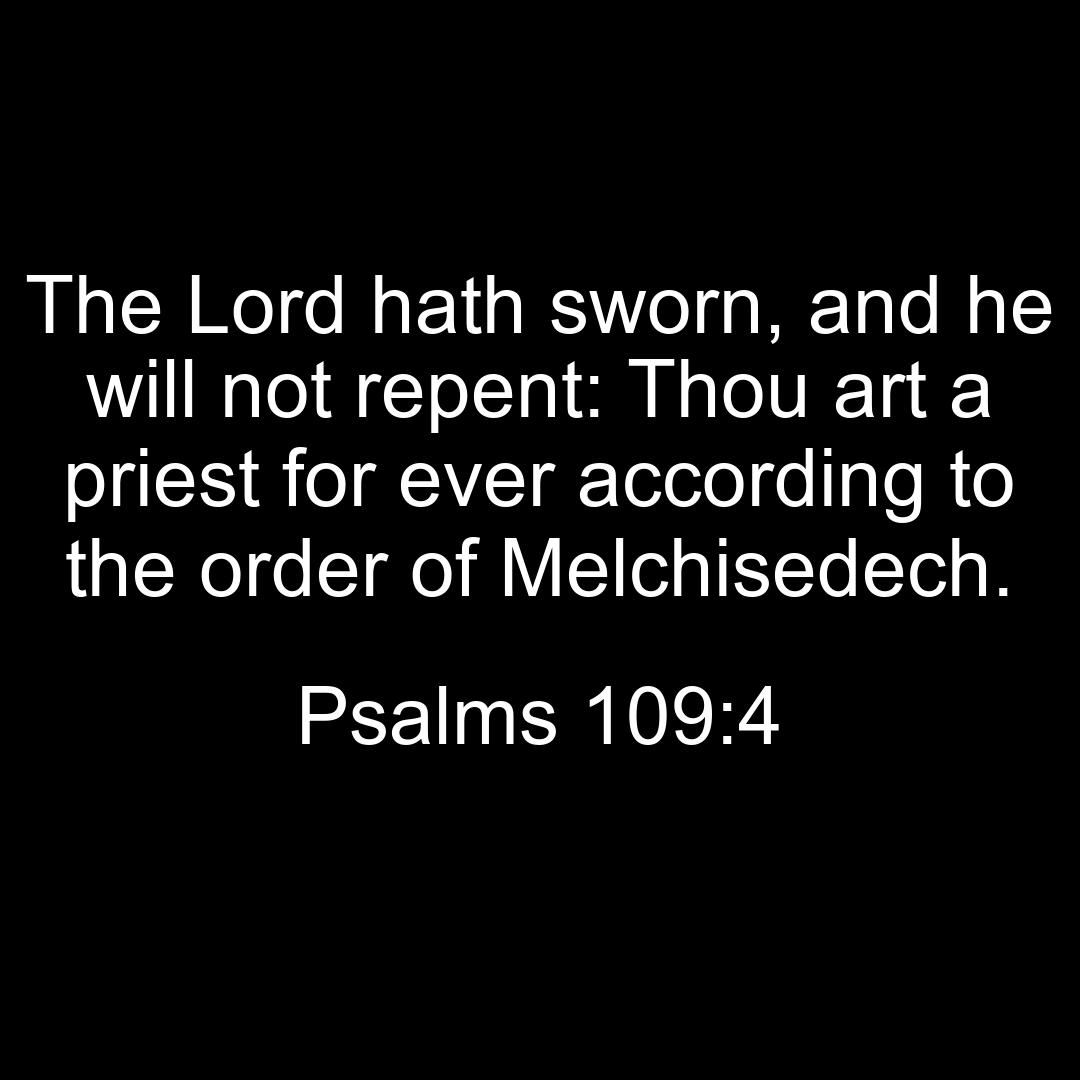 The Lord hath sworn, and he
will not repent: Thou art a
priest for ever according to
the order of Melchisedech.
Psalms 109:4